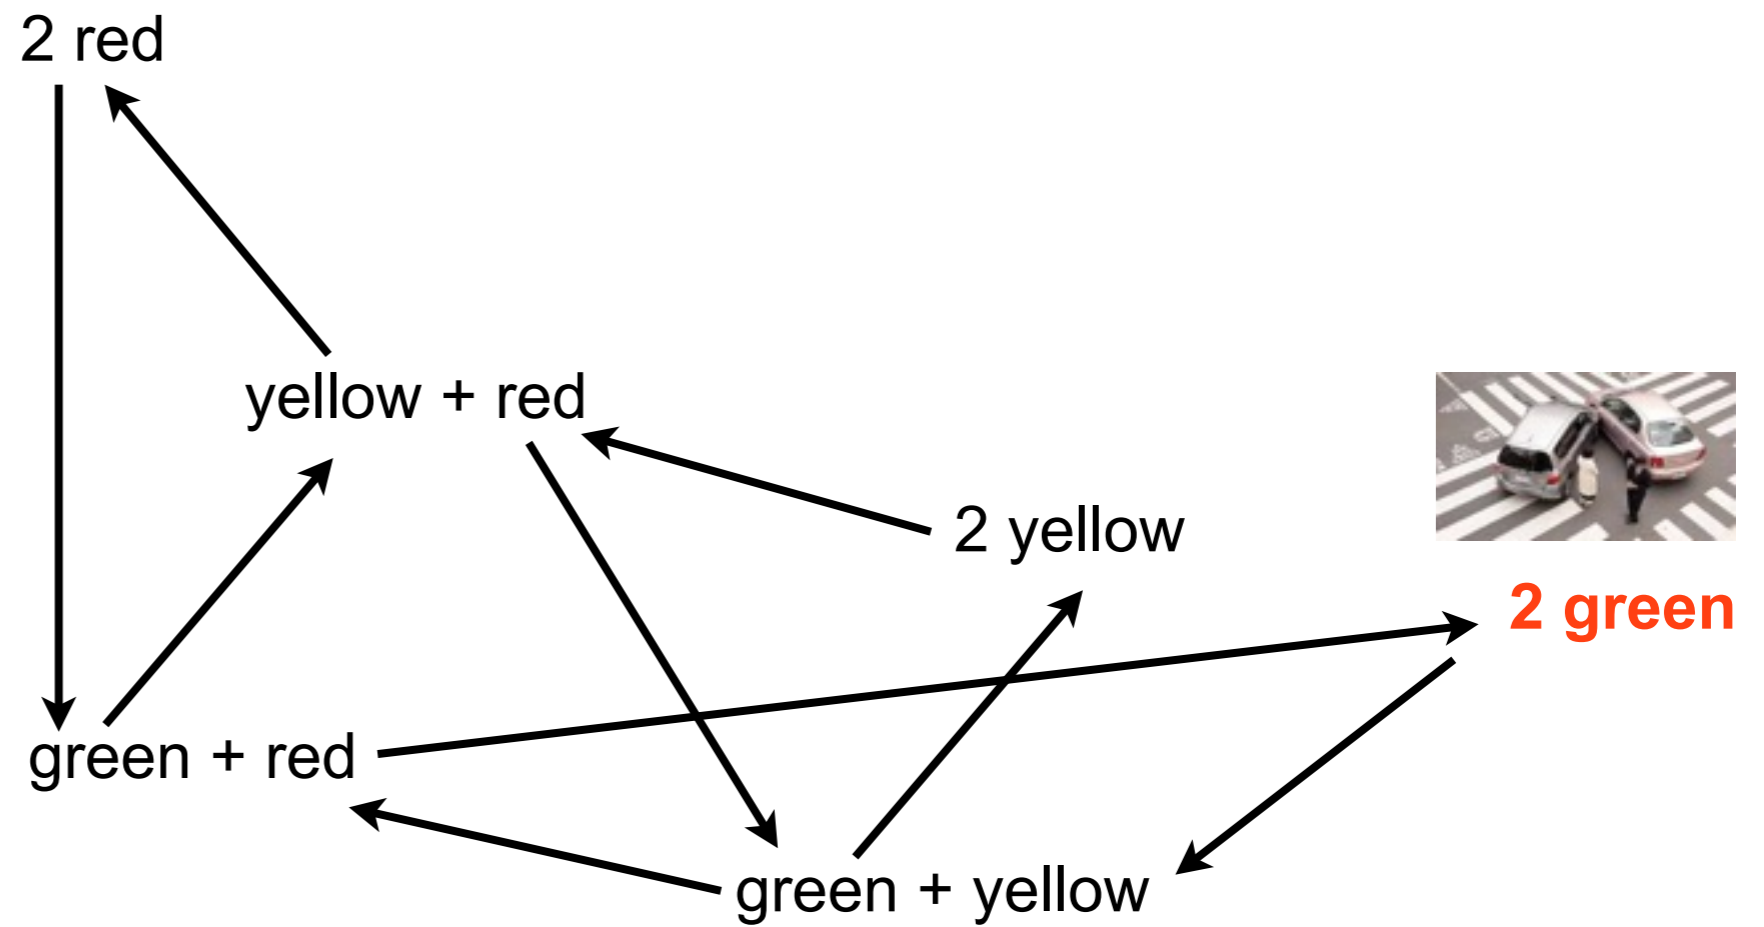 2 red
yellow + red
2 yellow
2 green
green + red
green + yellow